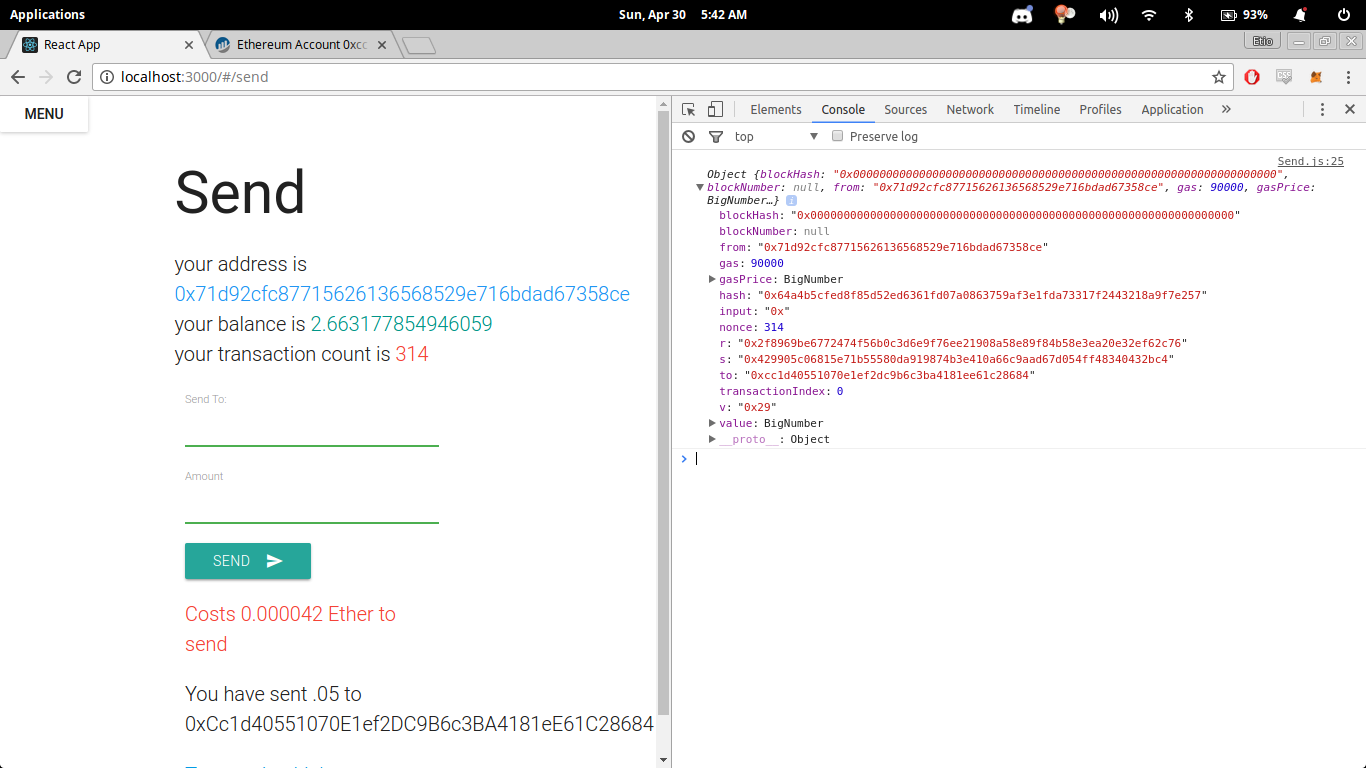 Applications
Sun, Apr 30 5:42 AM
93%
React App
Ethereum Account 0xcc
Etio
localhost:3000/#/send
MENU
Send
your address is
0x71d92cfc87715626136568529e716bdad67358ce
your balance is 2.663177854946059
your transaction count is 314
Send To:
Amount
SEND
Costs 0.000042 Ether to
send
You have sent .05 to
0xCc1d40551070E1ef2DC9B6c3BA4181eE61C28684
Elements Console Sources Network Timeline Profiles Application »
top Preserve log
Send.js:25
Object {blockHash: "0x0000000000000000000000000000000000000000000000000000000000000000",
blockNumber: null, from: "0x71d92cfc87715626136568529e716bdad67358ce", gas: 90000, gasPrice:
BigNumber…}
blockHash: "0x0000000000000000000000000000000000000000000000000000000000000000"
blockNumber: null
from: "0x71d92cfc87715626136568529e716bdad67358ce"
gas: 90000
gasPrice: BigNumber
hash: "0x64a4b5cfed8f85d52ed6361fd07a0863759af3e1fda73317f2443218a9f7e257"
input: "0x"
nonce: 314
r: "0x2f8969be6772474f56b0c3d6e9f76ee21908a58e89f84b58e3ea20e32ef62c76"
s: "0x429905c06815e71b55580da919874b3e410a66c9aad67d054ff48340432bc4"
to: "0xcc1d40551070e1ef2dc9b6c3ba4181ee61c28684"
transactionIndex: 0
v: "0x29"
value: BigNumber
__proto__: Object